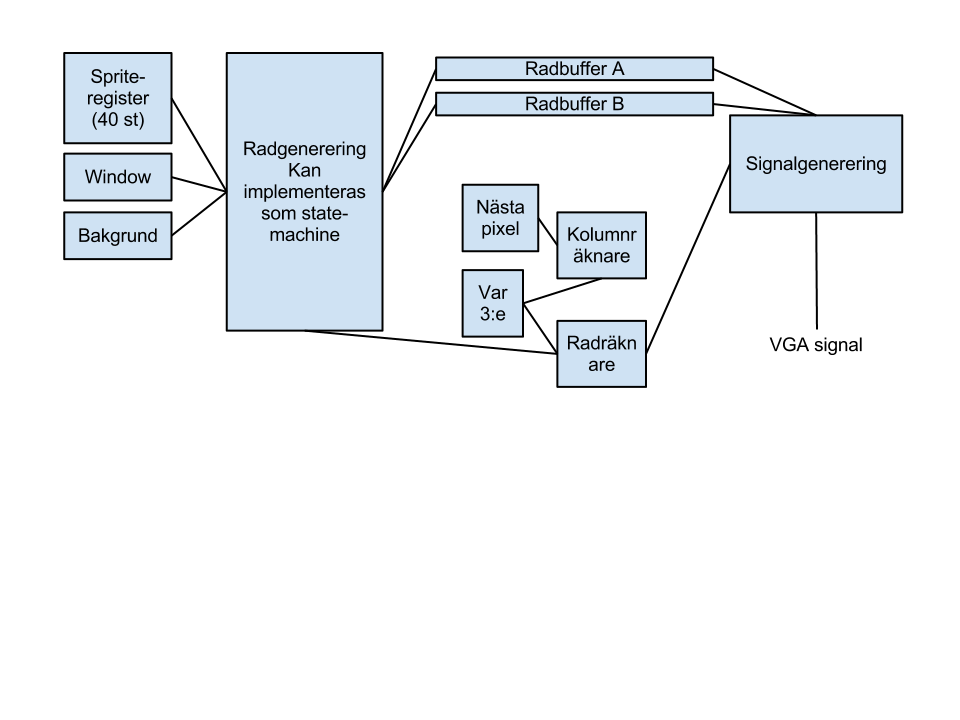 Sprite-
register
(40 st)
Window
Bakgrund
Radgenerering
Kan
implementeras
som state-
machine
Radbuffer A
Radbuffer B
Nästa
pixel
Kolumnr
äknare
Var
3:e
Radräkn
are
Signalgenerering
VGA signal